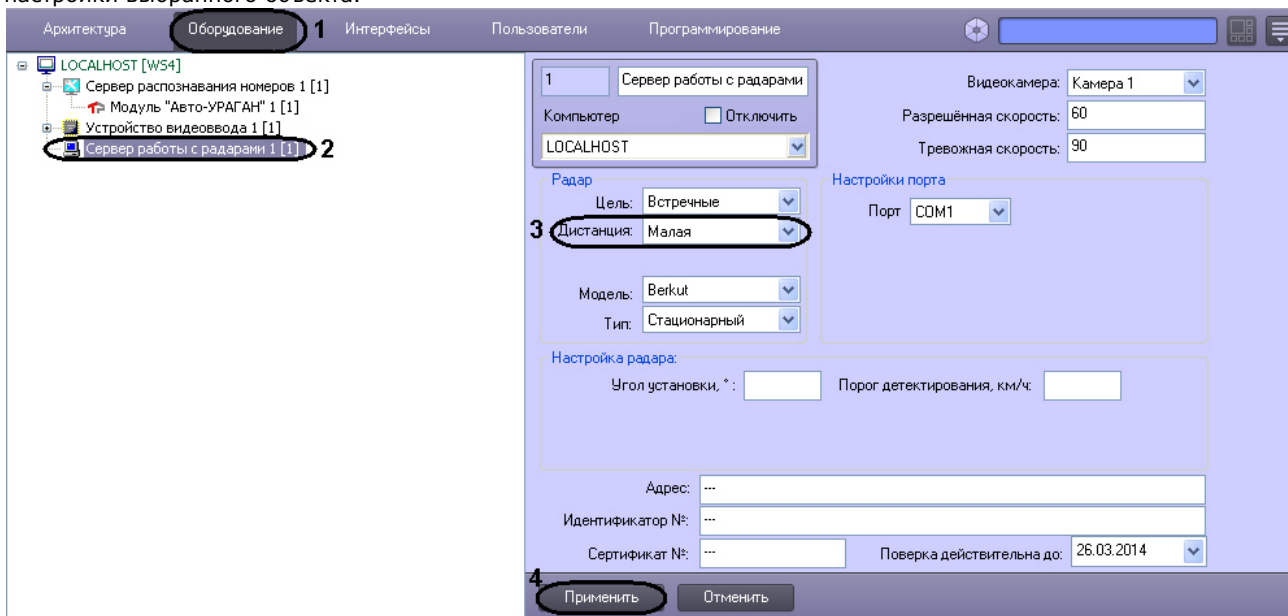 настройки выбранного объекта.
Архитектура Оборудование 1 Интерфейсы Пользователи Программирование
LOCALHOST [WS4]
Сервер распознавания номеров 1 [1]
Модуль "Авто-УРАГАН" 1 [1]
Устройство видеоввода 1 [1]
Сервер работы с радарами 1 [1] 2
1 Сервер работы с радарами
Компьютер Отключить
LOCALHOST
Видеокамера: Камера 1
Разрешённая скорость: 60
Тревожная скорость: 90
Радар
Цель: Встречные
3 Дистанция: Малая
Модель: Berkut
Тип: Стационарный
Настройки порта
Порт COM1
Настройка радара:
Угол установки, ° : Порог детектирования, км/ч:
Адрес: ---
Идентификатор №: ---
Сертификат №: --- Поверка действительна до: 26.03.2014
4 Применить Отменить